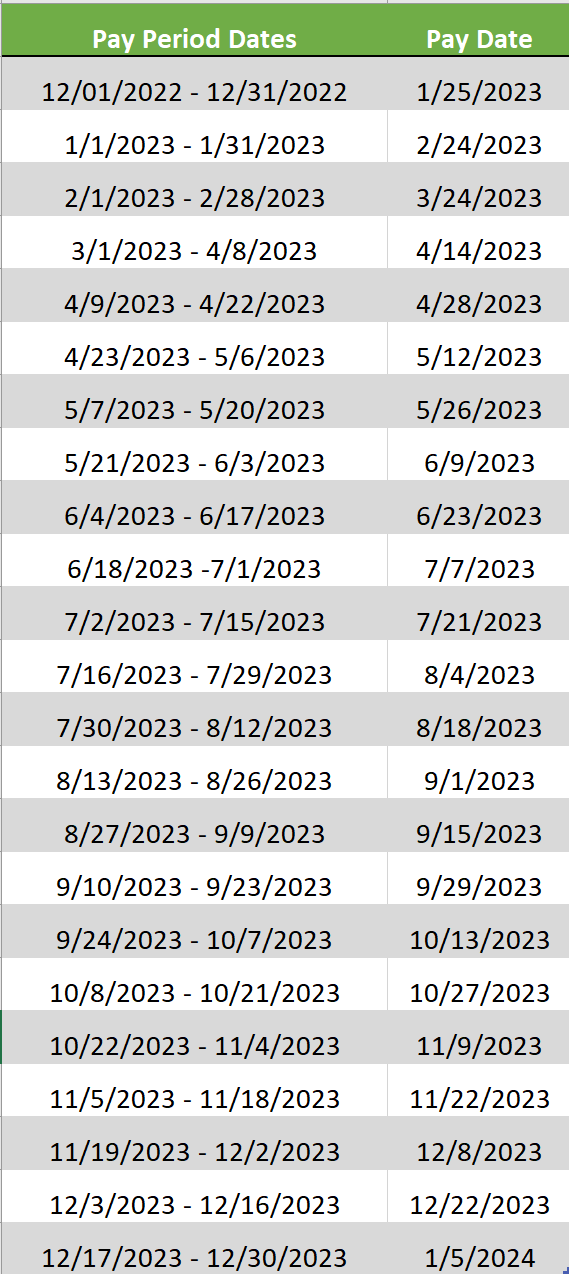 Pay Period Dates Pay Date
12/01/2022 - 12/31/2022 1/25/2023
1/1/2023 - 1/31/2023 2/24/2023
2/1/2023 - 2/28/2023 3/24/2023
3/1/2023 - 4/8/2023 4/14/2023
4/9/2023 - 4/22/2023 4/28/2023
4/23/2023 - 5/6/2023 5/12/2023
5/7/2023 - 5/20/2023 5/26/2023
5/21/2023 - 6/3/2023 6/9/2023
6/4/2023 - 6/17/2023 6/23/2023
6/18/2023 -7/1/2023 7/7/2023
7/2/2023 - 7/15/2023 7/21/2023
7/16/2023 - 7/29/2023 8/4/2023
7/30/2023 - 8/12/2023 8/18/2023
8/13/2023 - 8/26/2023 9/1/2023
8/27/2023 - 9/9/2023 9/15/2023
9/10/2023 - 9/23/2023 9/29/2023
9/24/2023 - 10/7/2023 10/13/2023
10/8/2023 - 10/21/2023 10/27/2023
10/22/2023 - 11/4/2023 11/9/2023
11/5/2023 - 11/18/2023 11/22/2023
11/19/2023 - 12/2/2023 12/8/2023
12/3/2023 - 12/16/2023 12/22/2023
12/17/2023 - 12/30/2023 1/5/2024